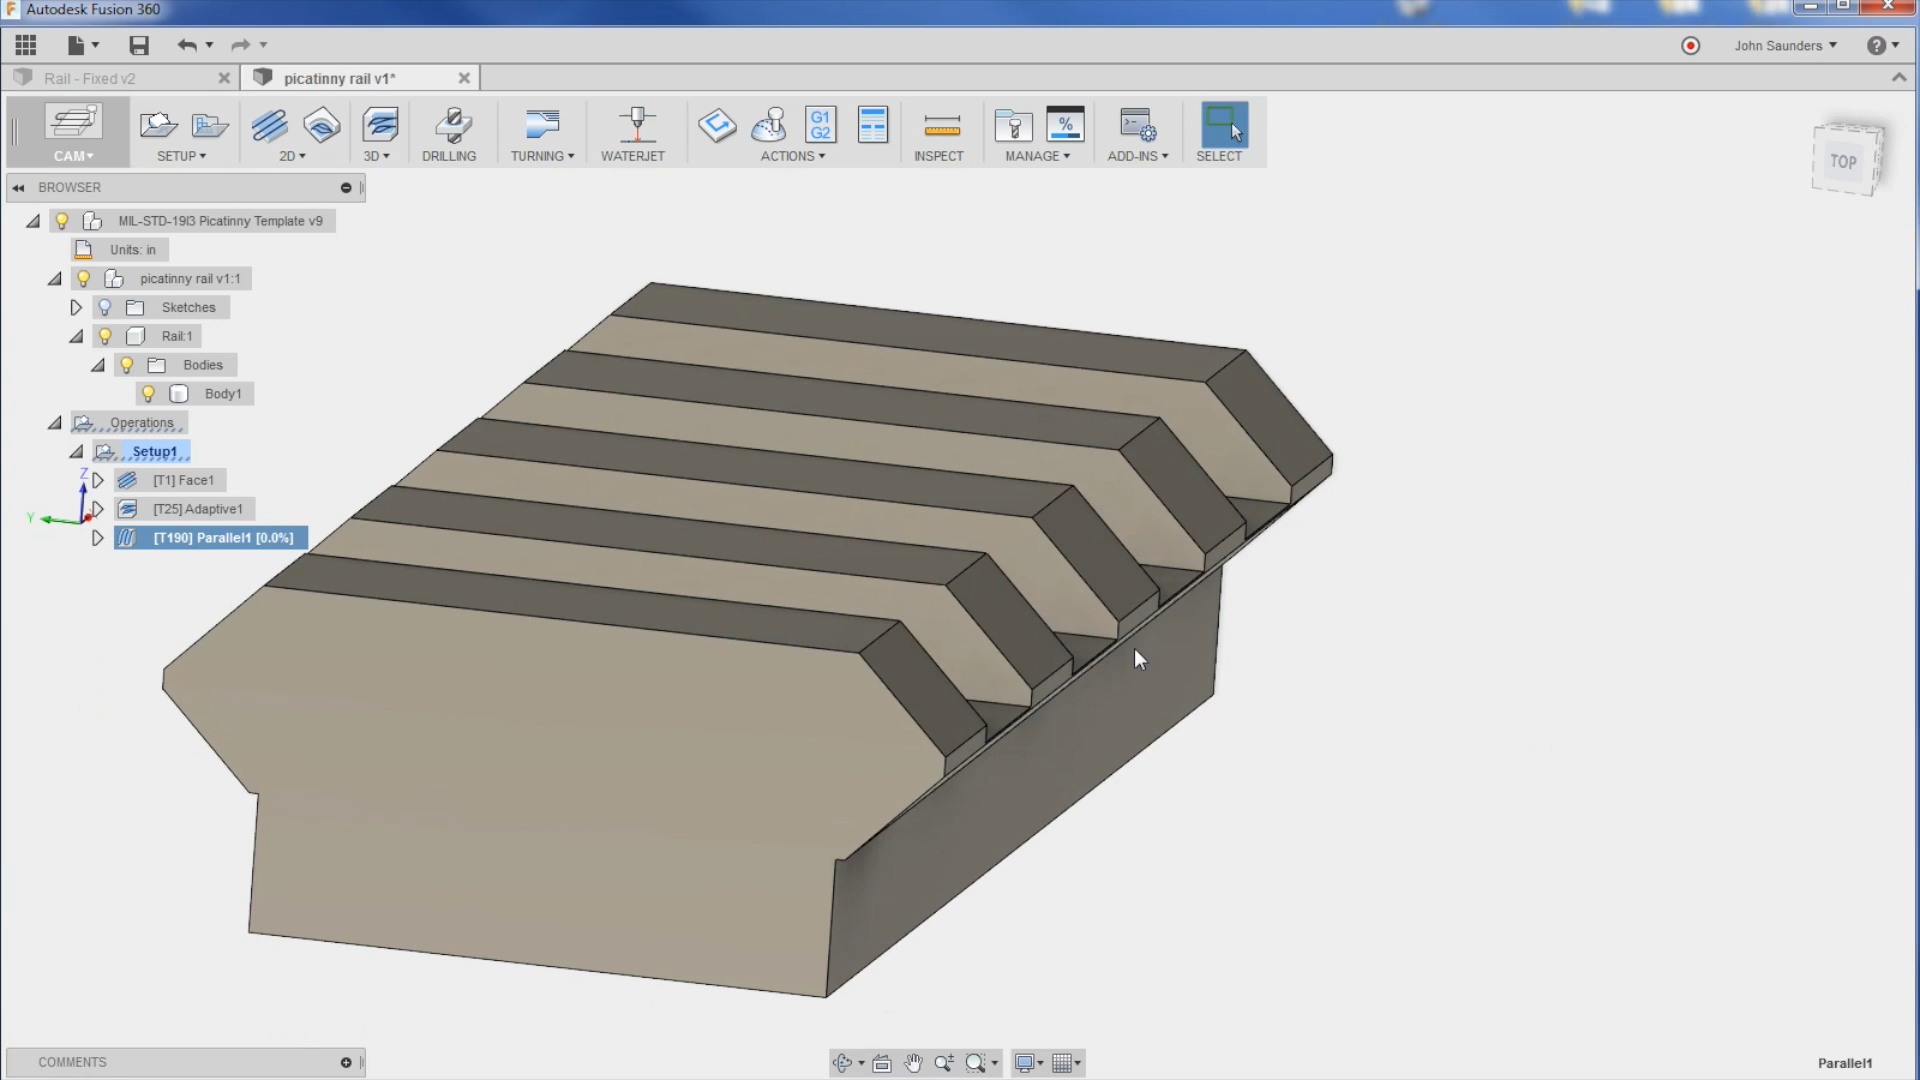 Autodesk Fusion 360
John Saunders
Rail - Fixed v2
picatinny rail v1*
G1
G2
%
CAM
SETUP
2D
3D
DRILLING
TURNING
WATERJET
ACTIONS
INSPECT
MANAGE
ADD-INS
SELECT
TOP
BROWSER
MIL-STD-19I3 Picatinny Template v9
Units: in
picatinny rail v1:1
Sketches
Rail:1
Bodies
Body1
Operations
Setup1
Z
[T1] Face1
[T25] Adaptive1
Y
[T190] Parallel1 [0.0%]
COMMENTS
Parallel1